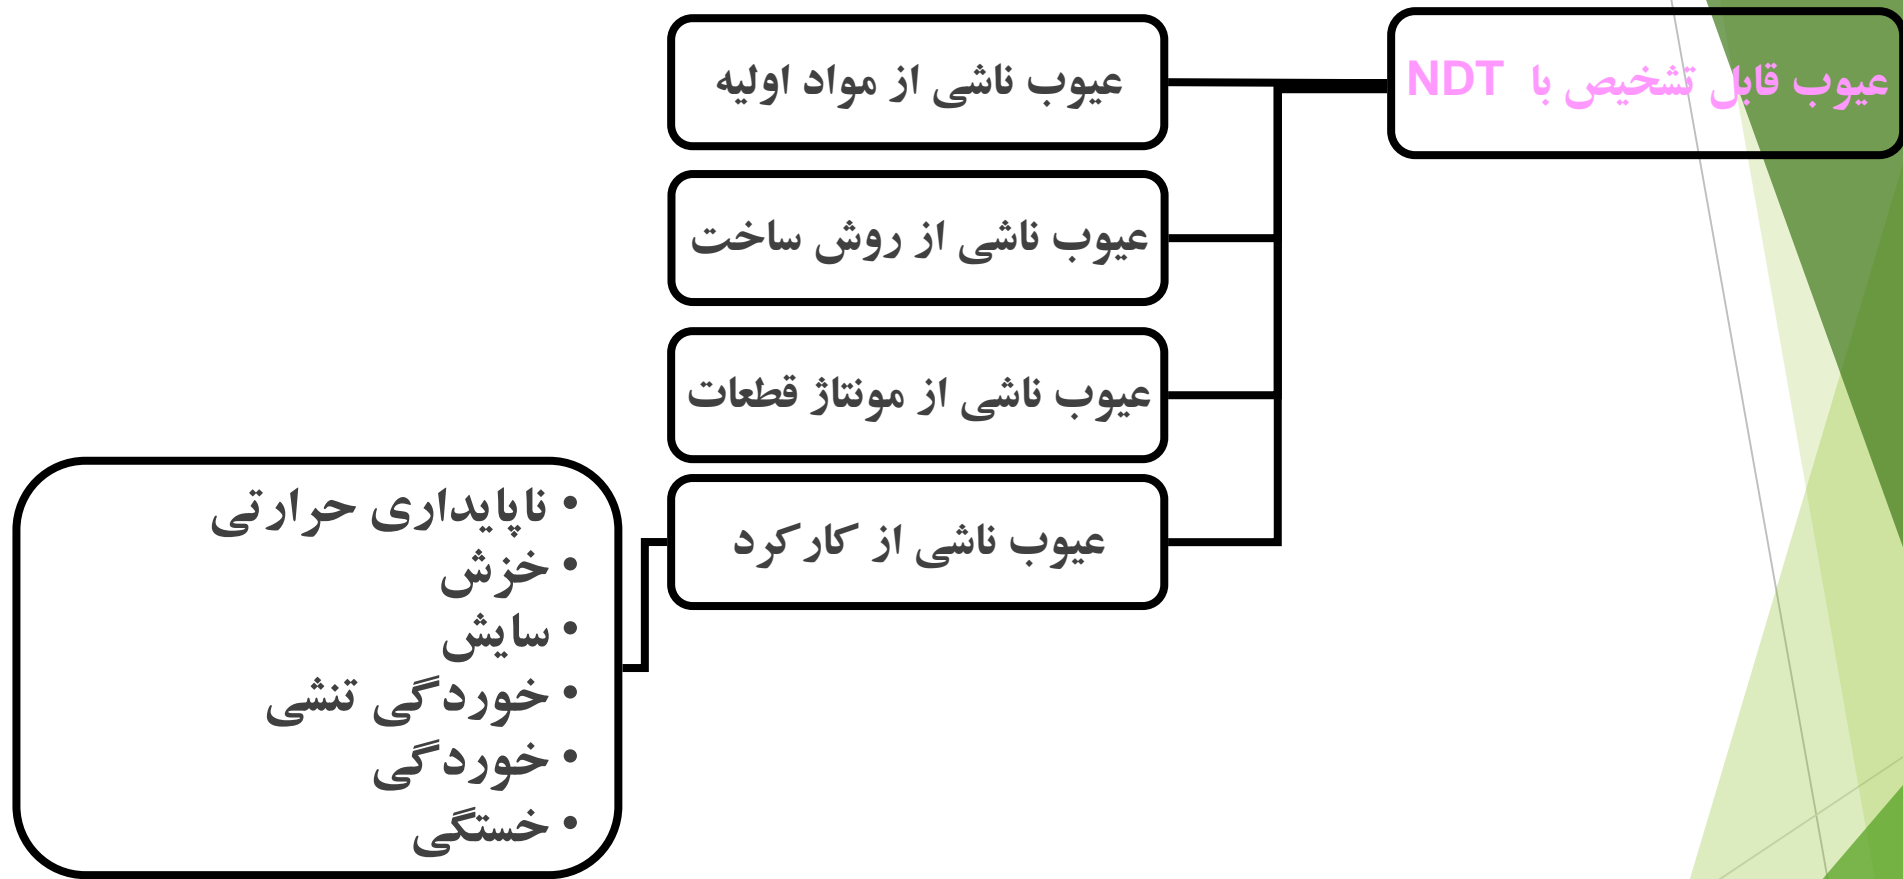 عیوب قابل تشخیص با NDT
عیوب ناشی از مواد اولیه
عیوب ناشی از روش ساخت
عیوب ناشی از مونتاژ قطعات
عیوب ناشی از کارکرد
• ناپایداری حرارتی
• خزش
• سایش
• خوردگی تنشی
• خوردگی
• خستگی